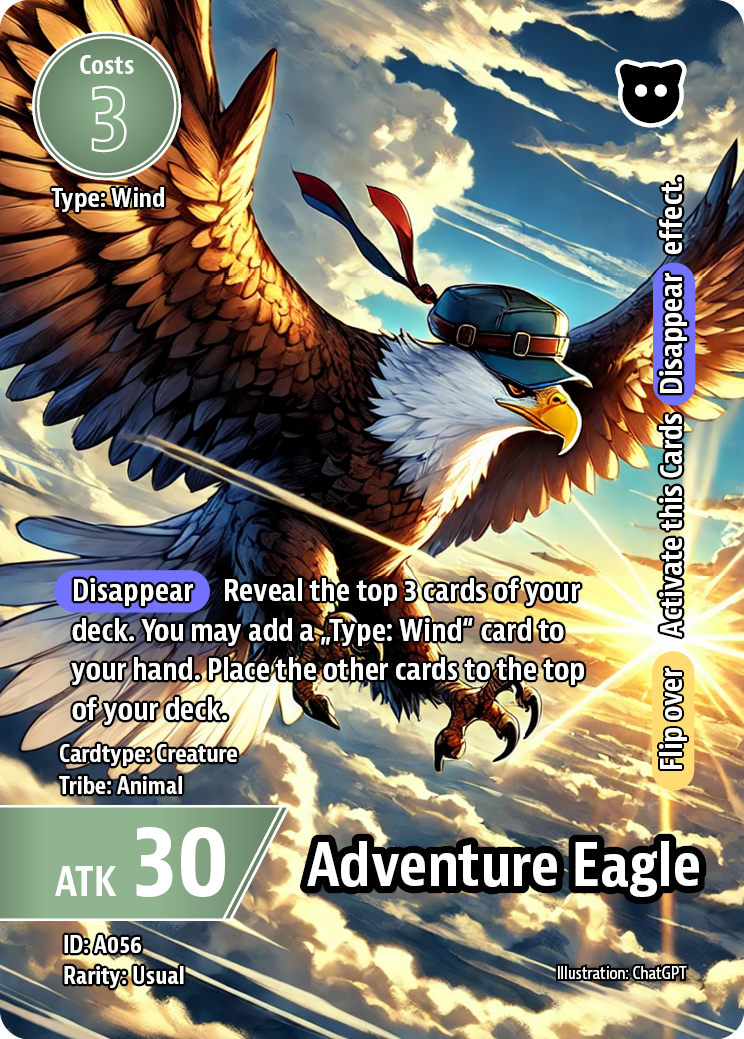 Costs
3
Type: Wind
Flip over Activate this Cards Disappear effect.
Disappear Reveal the top 3 cards of your
deck. You may add a „Type: Wind“ card to
your hand. Place the other cards to the top
of your deck.
Cardtype: Creature
Tribe: Animal
ATK 30
Adventure Eagle
ID: A056
Rarity: Usual
Illustration: ChatGPT